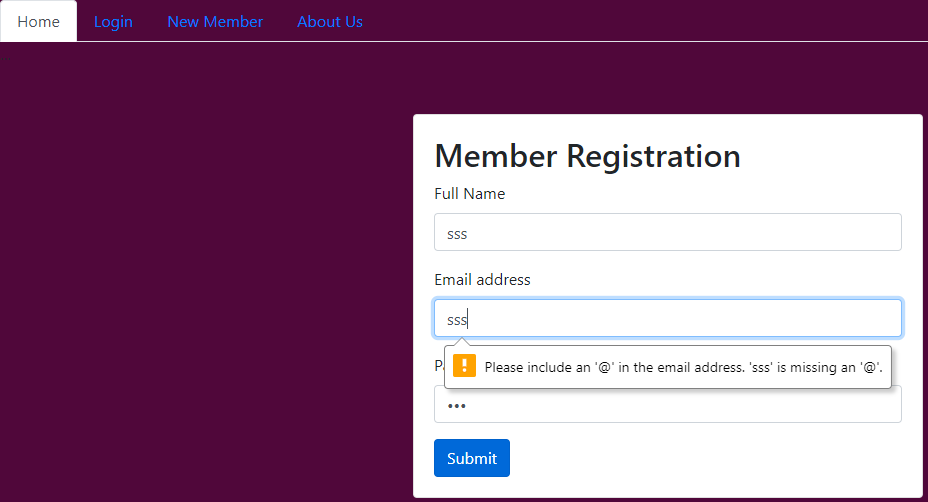 Home Login New Member About Us
Member Registration
Full Name
sss
Email address
sss
Please include an '@' in the email address. 'sss' is missing an '@'.
•••
Submit